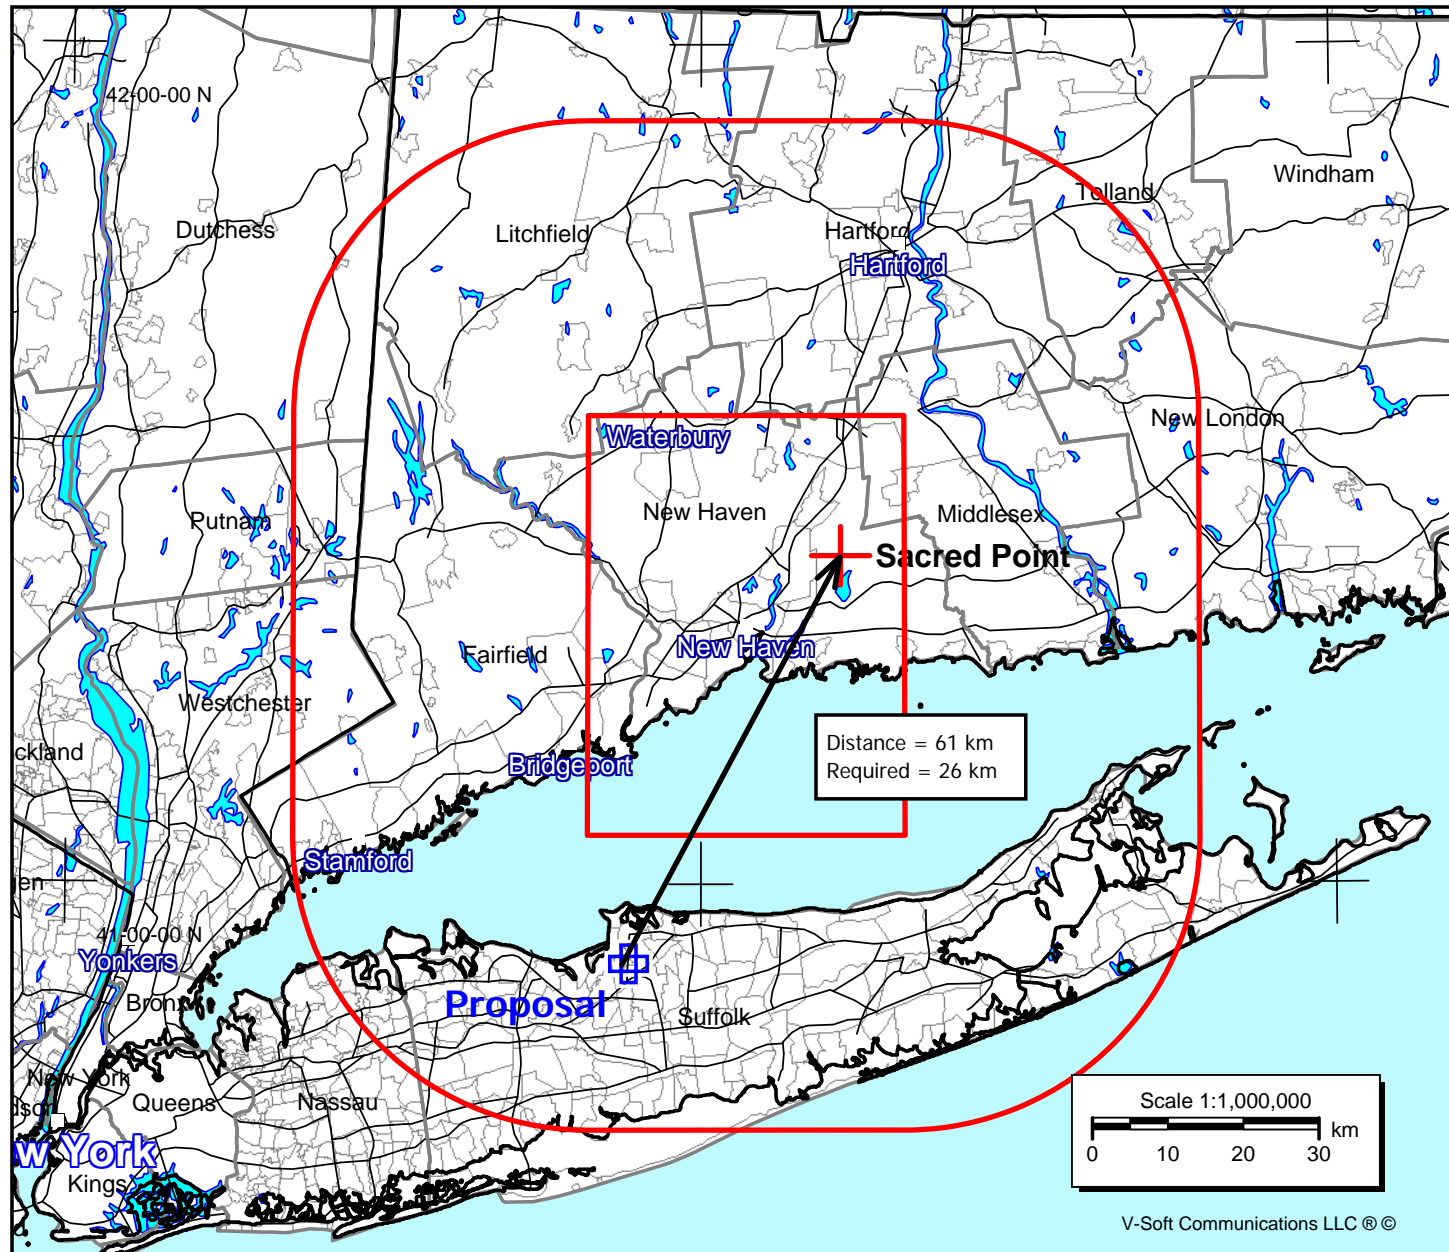 42-00-00 N
Windham
Tolland
Dutchess
Litchfield
Hartford
Hartford
New London
Waterbury
New Haven
Middlesex
Putnam
Sacred Point
New Haven
Fairfield
Westchester
ckland
Distance = 61 km
Required = 26 km
Bridgeport
Stamford
gen
41-00-00 N
Yonkers
Bronx
Proposal
Suffolk
New York
dson
Queens
Nassau
w York
Kings
Scale 1:1,000,000
km
0 10 20 30
V-Soft Communications LLC ® ©